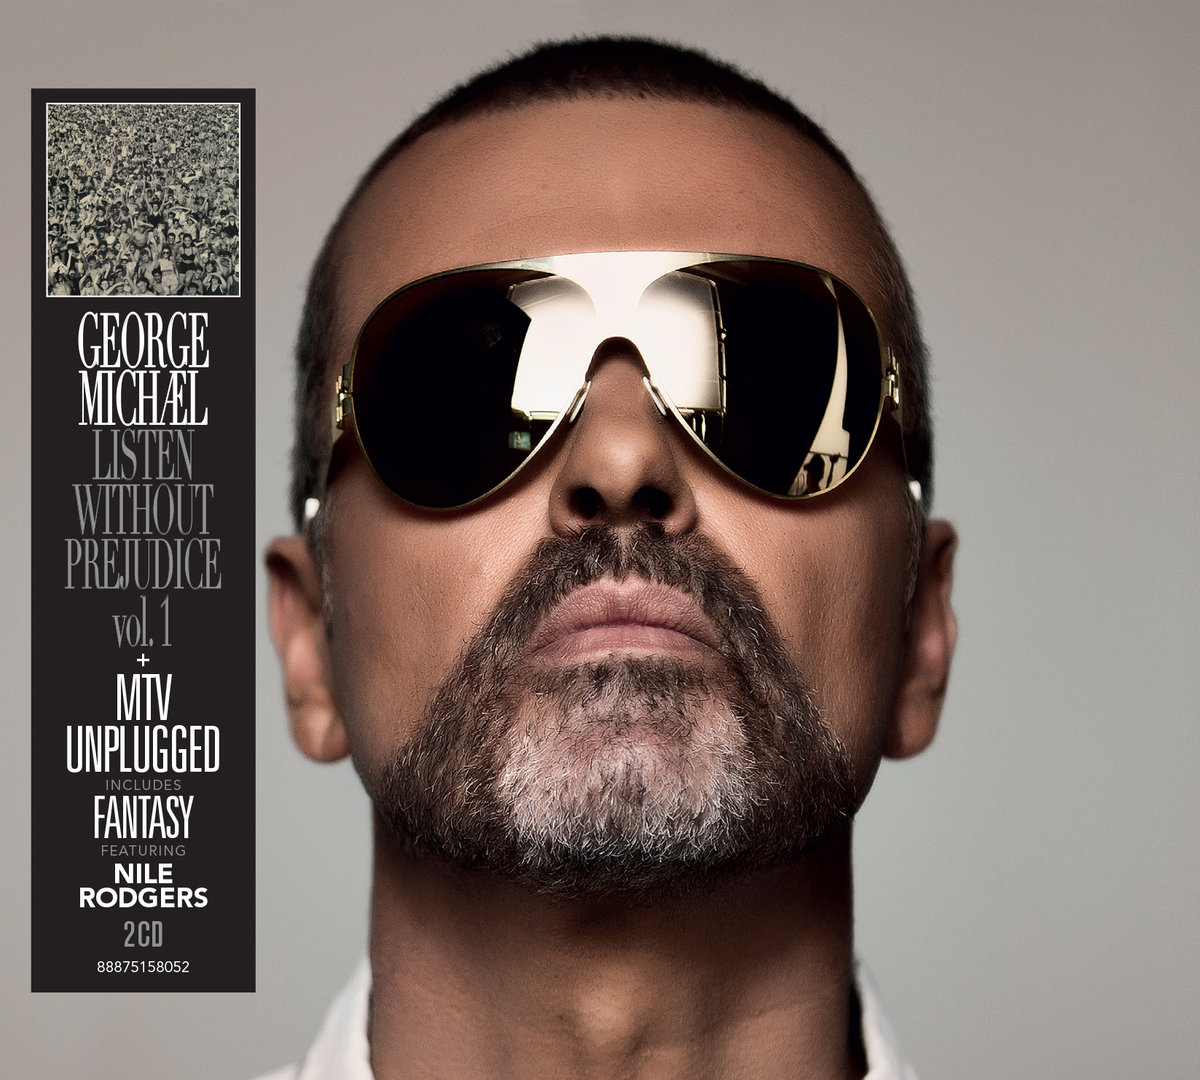 GEORGE
MICHÆL
LISTEN
WITHOUT
PREJUDICE
vol. 1
+
MTV
UNPLUGGED
INCLUDES
FANTASY
FEATURING
NILE
RODGERS
2CD
88875158052